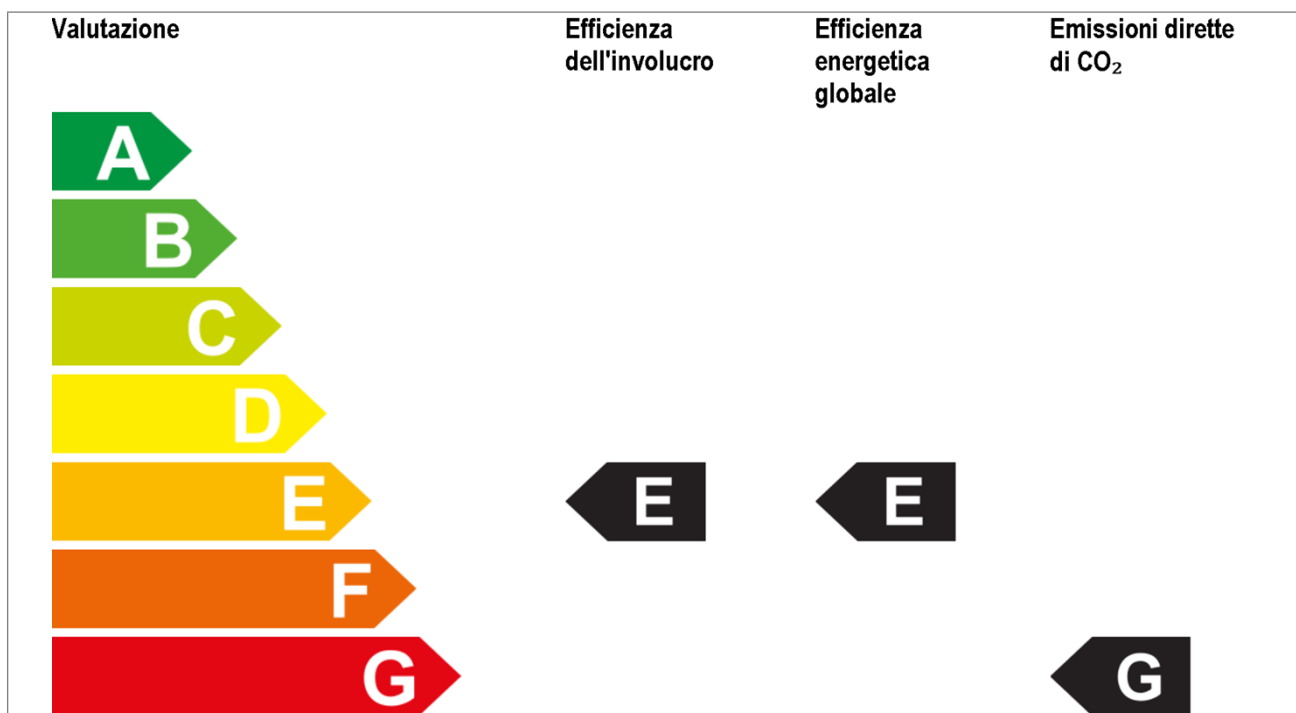 Valutazione
Efficienza
dell'involucro
Efficienza
energetica
globale
Emissioni dirette
di CO₂
A
B
C
D
E
E
E
F
G
G